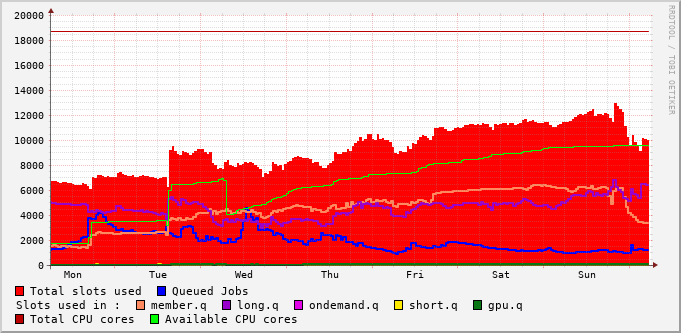 RRDTOOL / TOBI OETIKER
20000
18000
16000
14000
12000
10000
8000
6000
4000
2000
0
Mon Tue Wed Thu Fri Sat Sun
Total slots used Queued Jobs
Slots used in : member.q long.q ondemand.q short.q gpu.q
Total CPU cores Available CPU cores